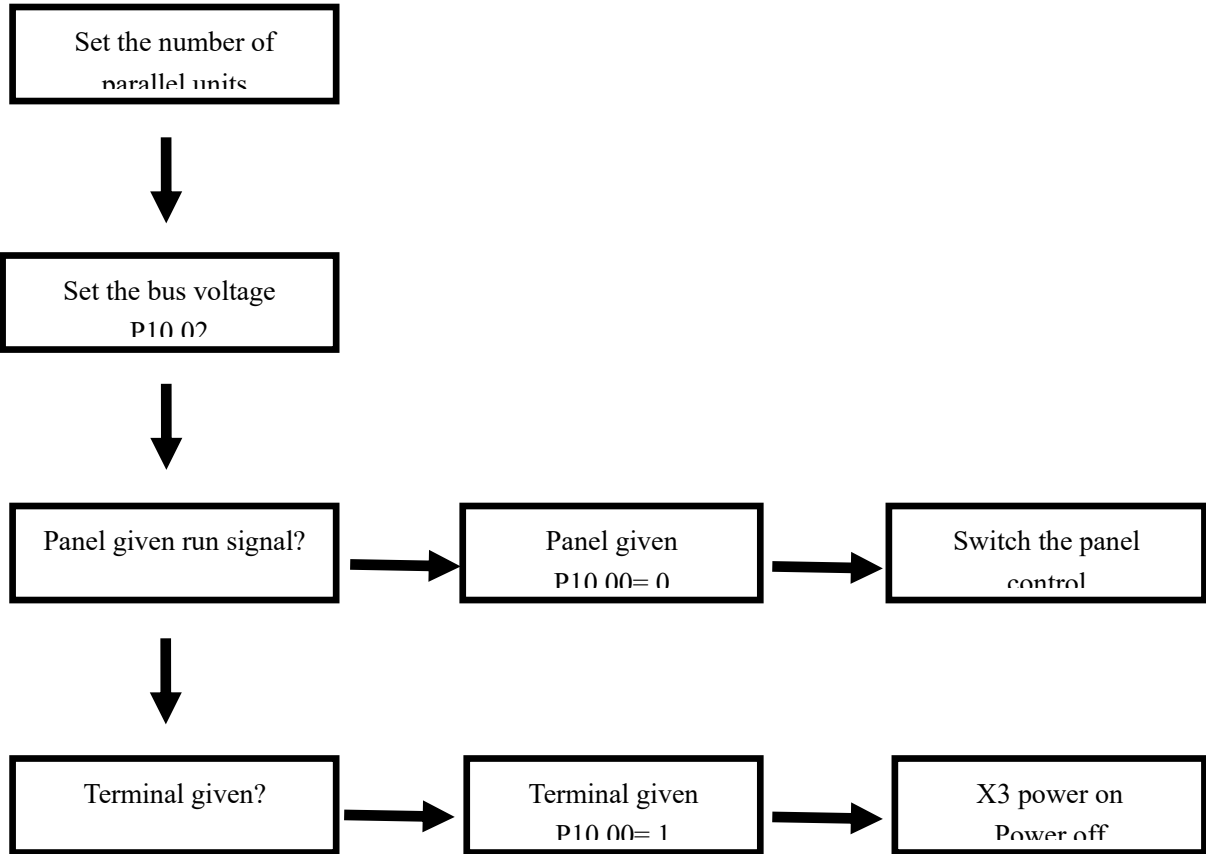 Set the number of
parallel units
Set the bus voltage
P10.02
Panel given run signal?
Panel given
P10.00= 0
Switch the panel
control
Terminal given?
Terminal given
P10.00= 1
X3 power on
Power off